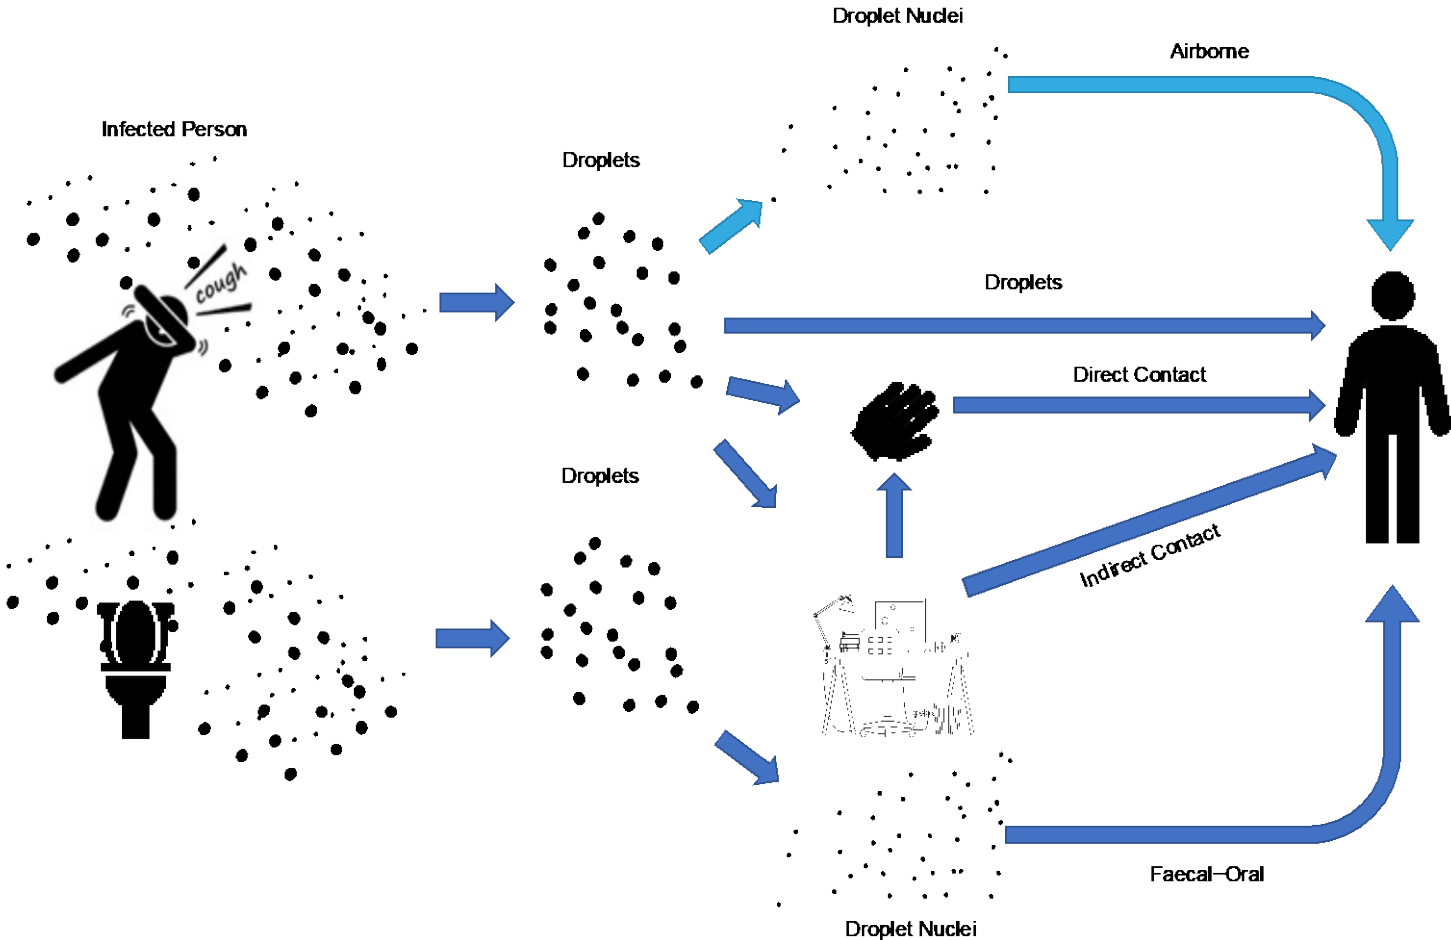 Droplet Nuclei
Airborne
Infected Person
Droplets
cough
Droplets
Direct Contact
Droplets
Indirect Contact
Faecal-Oral
Droplet Nuclei